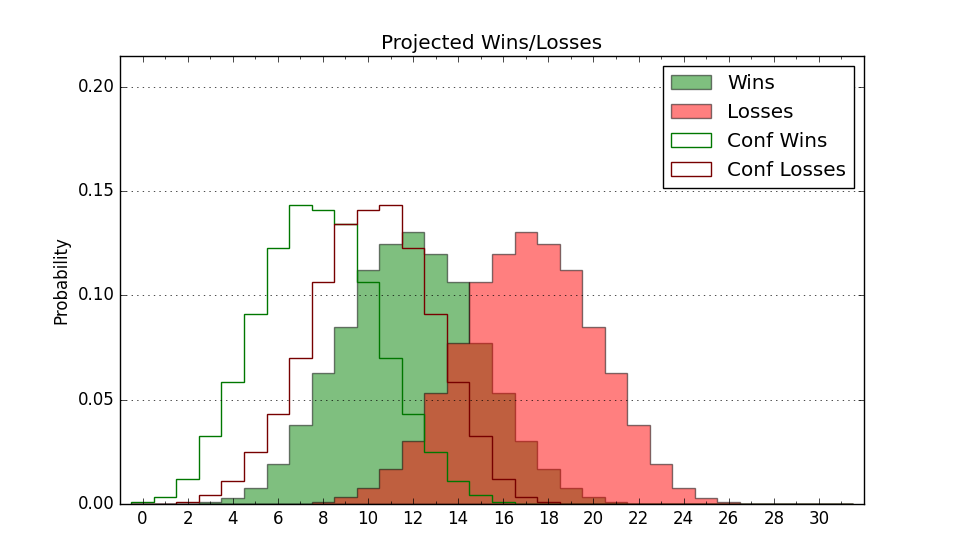 Projected Wins/Losses
0.20
0.15
0.10
0.05
0.00
Probability
Wins
Losses
Conf Wins
Conf Losses
0 2 4 6 8 10 12 14 16 18 20 22 24 26 28 30